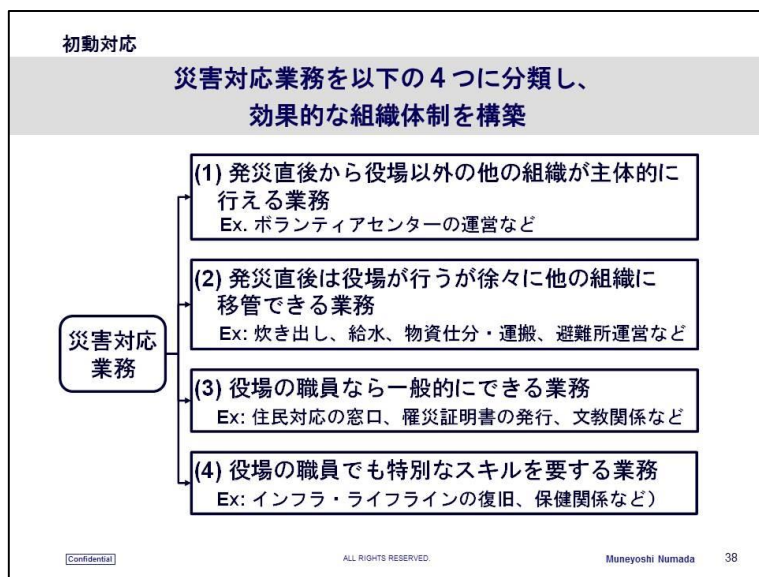 初動対応
災害対応業務を以下の4つに分類し、
効果的な組織体制を構築
(1) 発災直後から役場以外の他の組織が主体的に
行える業務
Ex. ボランティアセンターの運営など
(2) 発災直後は役場が行うが徐々に他の組織に
移管できる業務
Ex: 炊き出し、給水、物資仕分・運搬、避難所運営など
災害対応
業務
(3) 役場の職員なら一般的にできる業務
Ex: 住民対応の窓口、罹災証明書の発行、文教関係など
(4) 役場の職員でも特別なスキルを要する業務
Ex: インフラ・ライフラインの復旧、保健関係など）
Confidential
ALL RIGHTS RESERVED.
Muneyoshi Numada
38